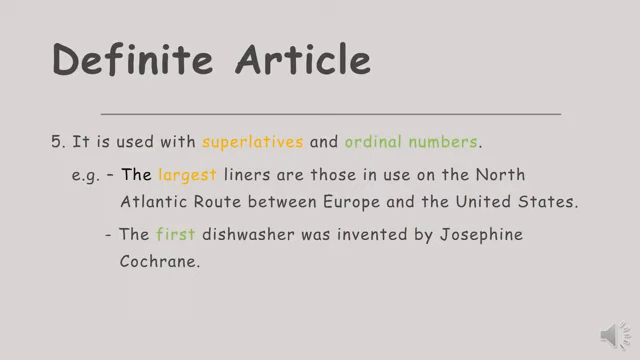 Definite Article
5. It is used with superlatives and ordinal numbers.
e.g. – The largest liners are those in use on the North
Atlantic Route between Europe and the United States.
- The first dishwasher was invented by Josephine
Cochrane.